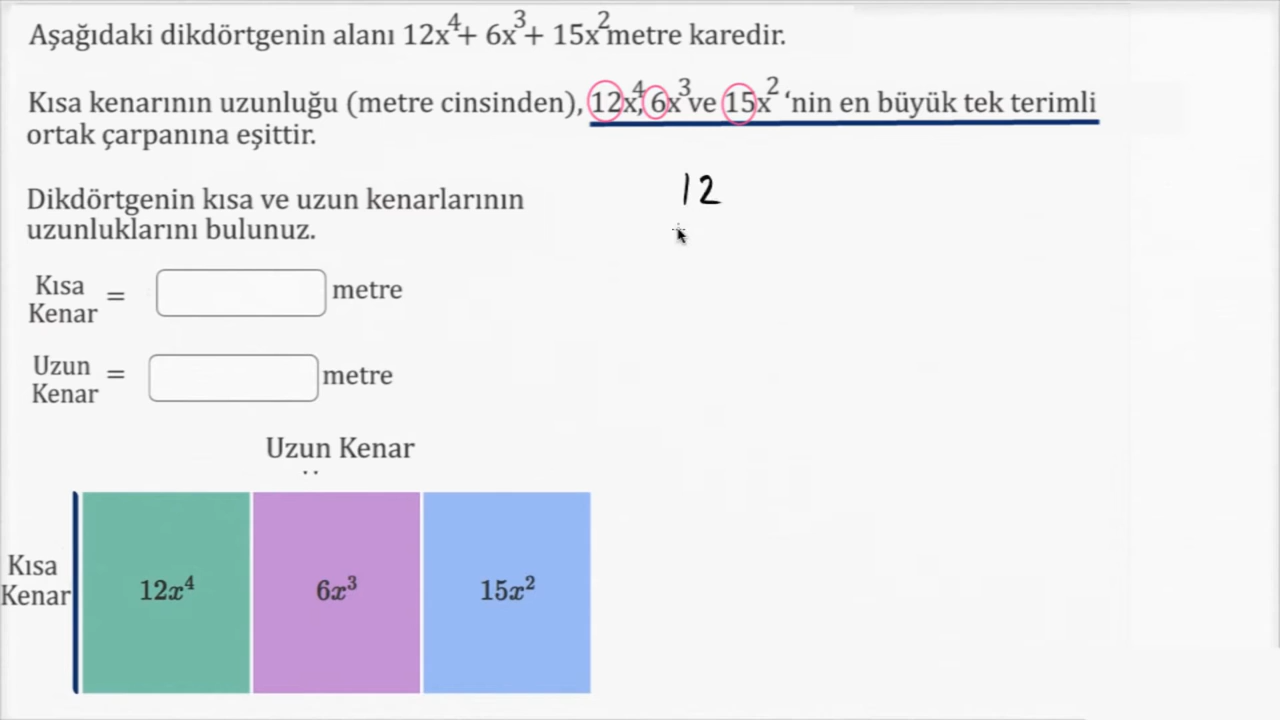 Aşağıdaki dikdörtgenin alanı 12x⁴+ 6x³+ 15x² metre karedir.
Kısa kenarının uzunluğu (metre cinsinden), 12x⁴, 6x³ ve 15x² ‘nin en büyük tek terimli
ortak çarpanına eşittir.
12
Dikdörtgenin kısa ve uzun kenarlarının
uzunluklarını bulunuz.
Kısa
Kenar = metre
Uzun
Kenar = metre
Uzun Kenar
Kısa
Kenar
12x⁴ 6x³ 15x²